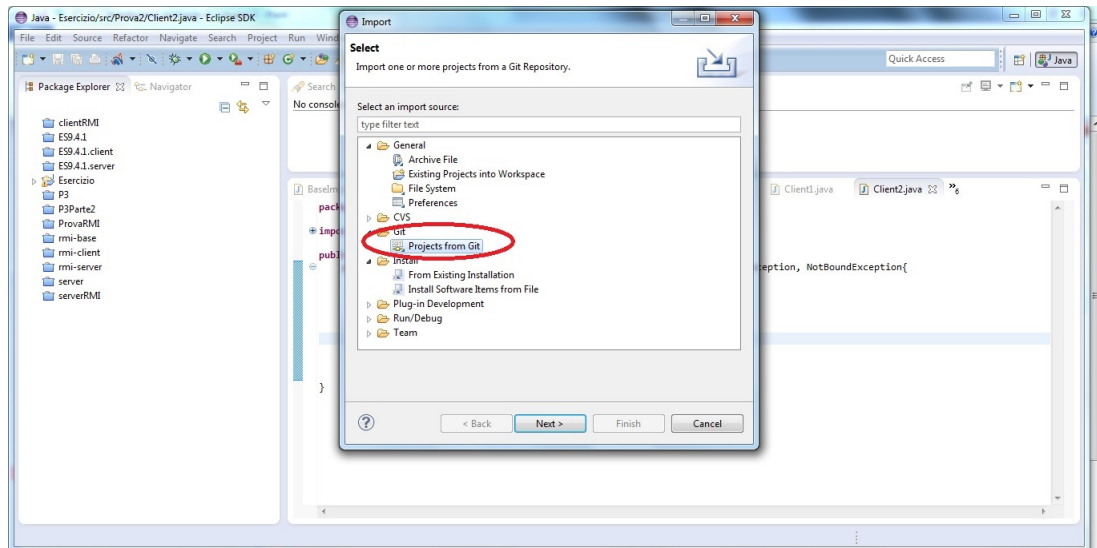 Java - Esercizio/src/Prova2/Client2.java - Eclipse SDK
File Edit Source Refactor Navigate Search Project Run Wind
Quick Access
Java
Package Explorer
Navigator
clientRMI
ES9.4.1
ES9.4.1.client
ES9.4.1.server
Esercizio
P3
P3Parte2
ProvaRMI
rmi-base
rmi-client
rmi-server
server
serverRMI
Search
No console
BaseIm
Client1.java
Client2.java
»6
pack
impo
publ
eption, NotBoundException{
}
Import
Select
Import one or more projects from a Git Repository.
Select an import source:
type filter text
General
Archive File
Existing Projects into Workspace
File System
Preferences
CVS
Git
Projects from Git
Install
From Existing Installation
Install Software Items from File
Plug-in Development
Run/Debug
Team
?
< Back
Next >
Finish
Cancel